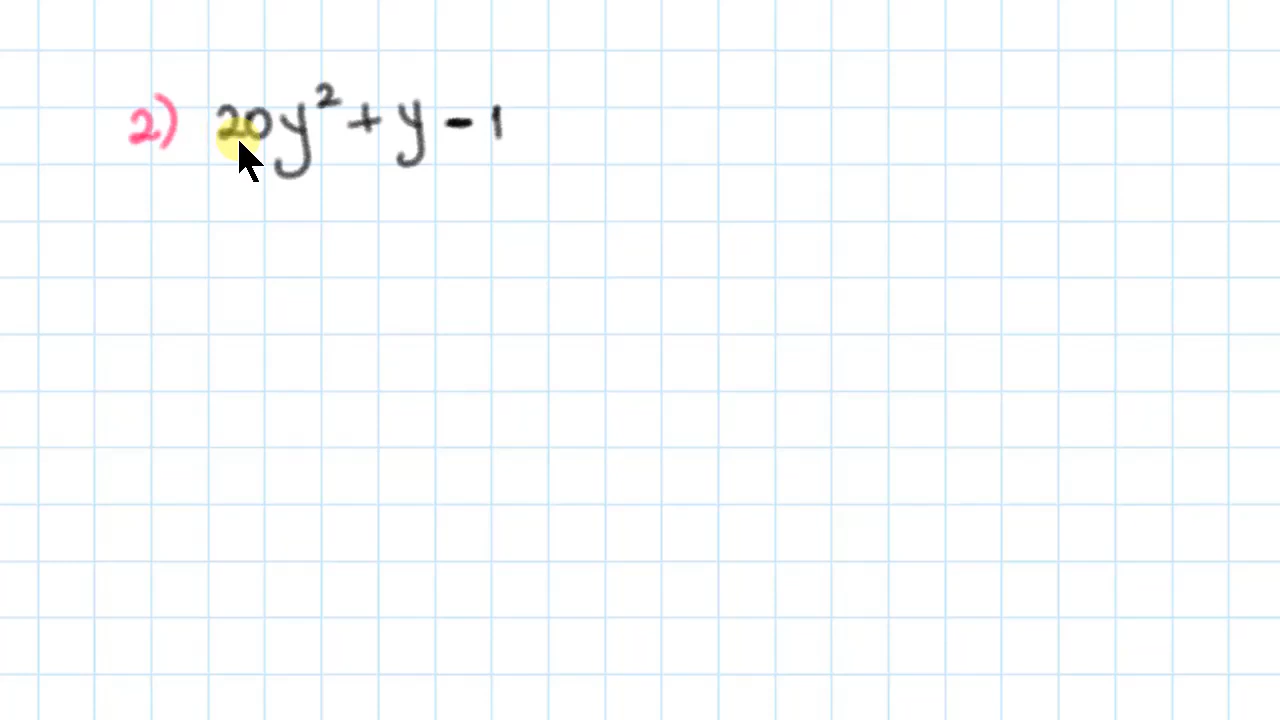 2) 20y² + y - 1